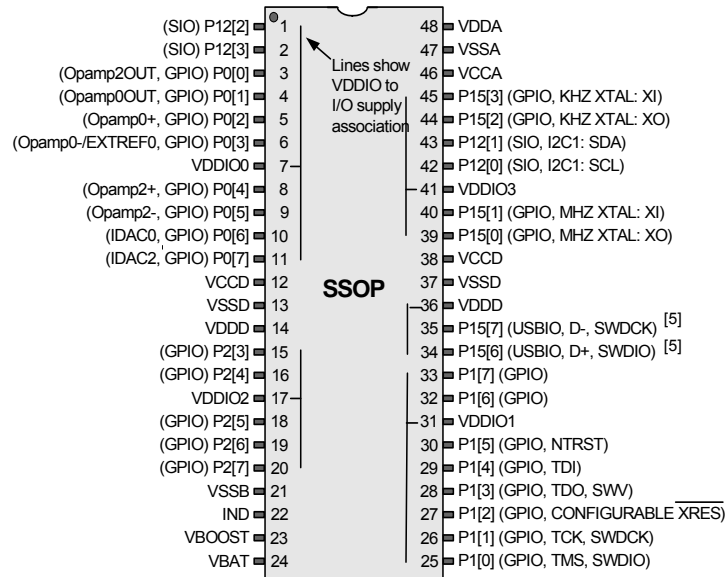 (SIO) P12[2] 1
(SIO) P12[3] 2
(Opamp2OUT, GPIO) P0[0] 3
(Opamp0OUT, GPIO) P0[1] 4
(Opamp0+, GPIO) P0[2] 5
(Opamp0-/EXTREF0, GPIO) P0[3] 6
VDDIO0 7
(Opamp2+, GPIO) P0[4] 8
(Opamp2-, GPIO) P0[5] 9
(IDAC0, GPIO) P0[6] 10
(IDAC2, GPIO) P0[7] 11
VCCD 12
VSSD 13
VDDD 14
(GPIO) P2[3] 15
(GPIO) P2[4] 16
VDDIO2 17
(GPIO) P2[5] 18
(GPIO) P2[6] 19
(GPIO) P2[7] 20
VSSB 21
IND 22
VBOOST 23
VBAT 24
Lines show
VDDIO to
I/O supply
association
SSOP
48 VDDA
47 VSSA
46 VCCA
45 P15[3] (GPIO, KHZ XTAL: XI)
44 P15[2] (GPIO, KHZ XTAL: XO)
43 P12[1] (SIO, I2C1: SDA)
42 P12[0] (SIO, I2C1: SCL)
41 VDDIO3
40 P15[1] (GPIO, MHZ XTAL: XI)
39 P15[0] (GPIO, MHZ XTAL: XO)
38 VCCD
37 VSSD
36 VDDD
35 P15[7] (USBIO, D-, SWDCK) [5]
34 P15[6] (USBIO, D+, SWDIO) [5]
33 P1[7] (GPIO)
32 P1[6] (GPIO)
31 VDDIO1
30 P1[5] (GPIO, NTRST)
29 P1[4] (GPIO, TDI)
28 P1[3] (GPIO, TDO, SWV)
27 P1[2] (GPIO, CONFIGURABLE XRES)
26 P1[1] (GPIO, TCK, SWDCK)
25 P1[0] (GPIO, TMS, SWDIO)